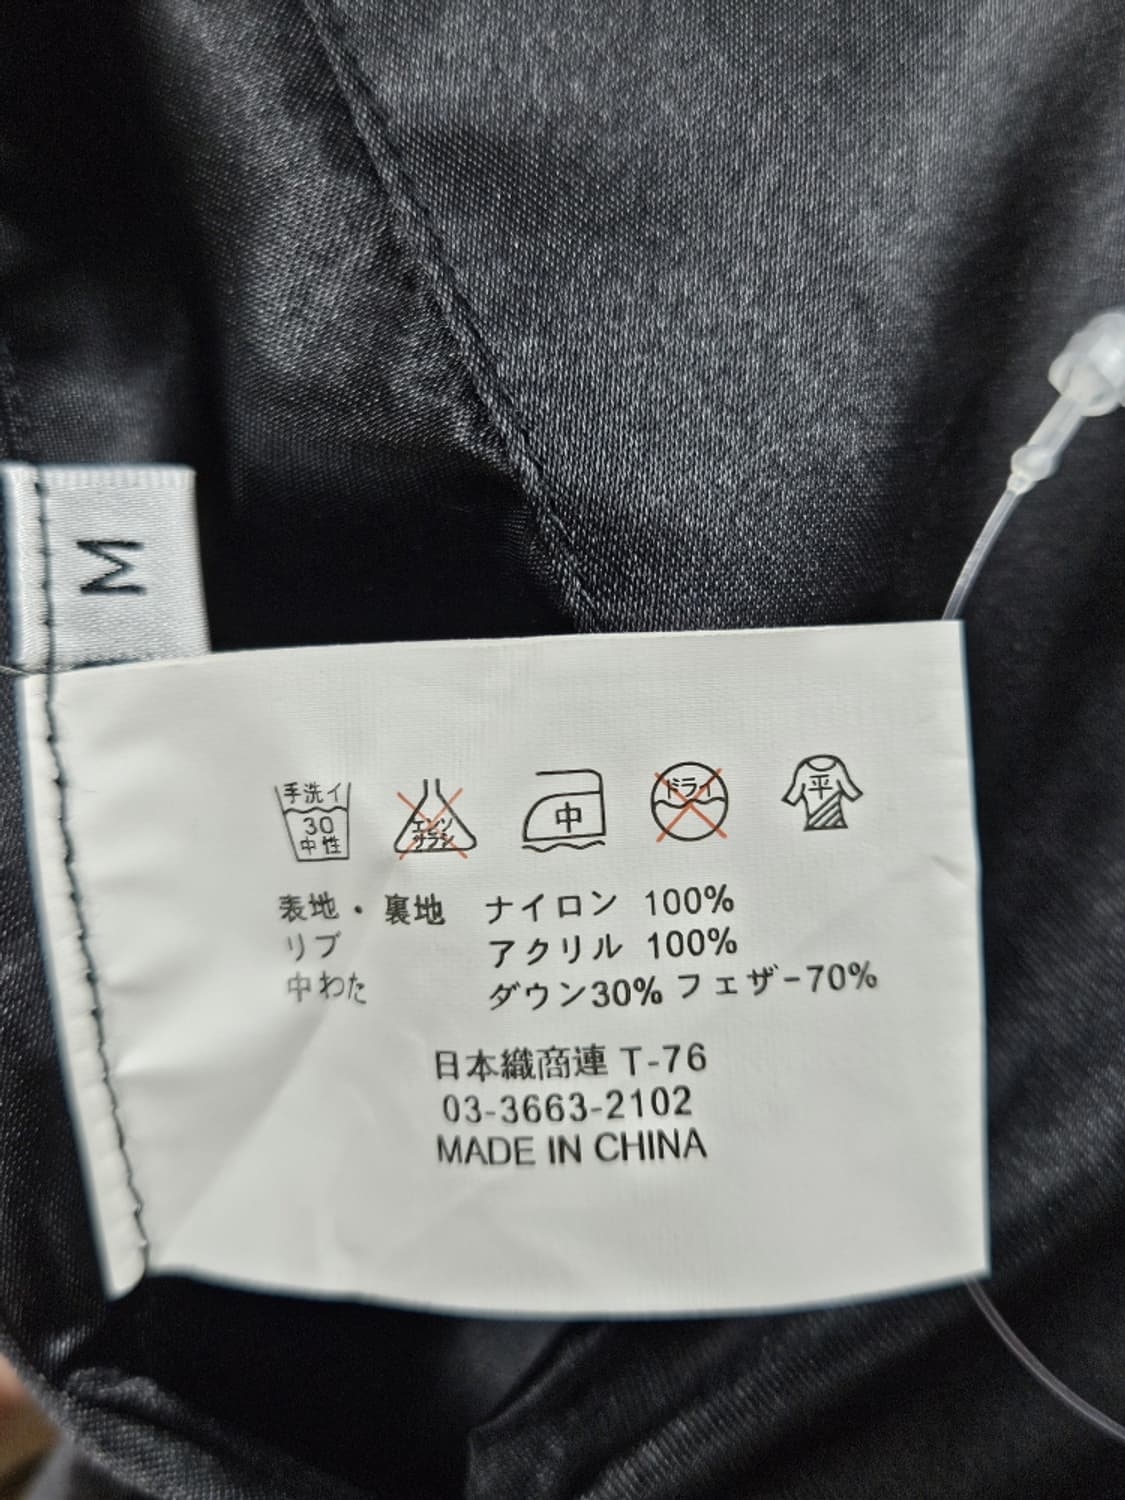 M
手洗イ
30
中性
エンソ
サラシ
中
ドライ
平
表地・裏地 ナイロン 100%
リブ アクリル 100%
中わた ダウン30% フェザー70%
日本織商連 T-76
03-3663-2102
MADE IN CHINA